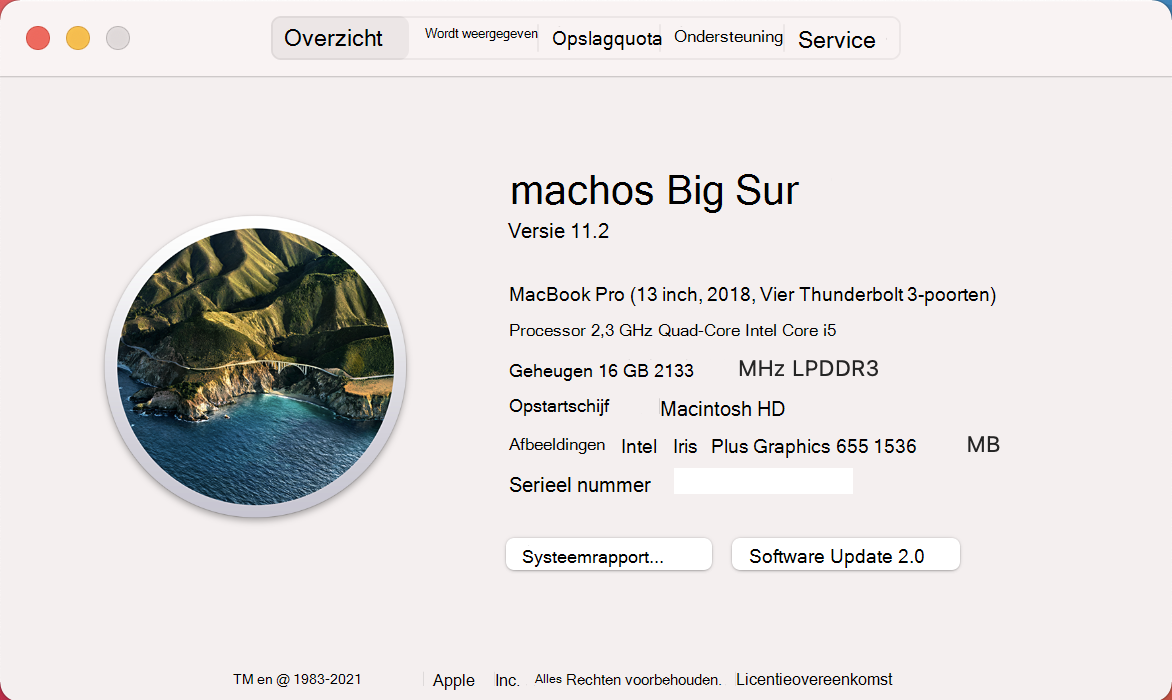 Overzicht Wordt weergegeven Opslagquota Ondersteuning Service
machos Big Sur
Versie 11.2
MacBook Pro (13 inch, 2018, Vier Thunderbolt 3-poorten)
Processor 2,3 GHz Quad-Core Intel Core i5
Geheugen 16 GB 2133 MHz LPDDR3
Opstartschijf Macintosh HD
Afbeeldingen Intel Iris Plus Graphics 655 1536 MB
Serieel nummer
Systeemrapport... Software Update 2.0
TM en @ 1983-2021 Apple Inc. Alles Rechten voorbehouden. Licentieovereenkomst